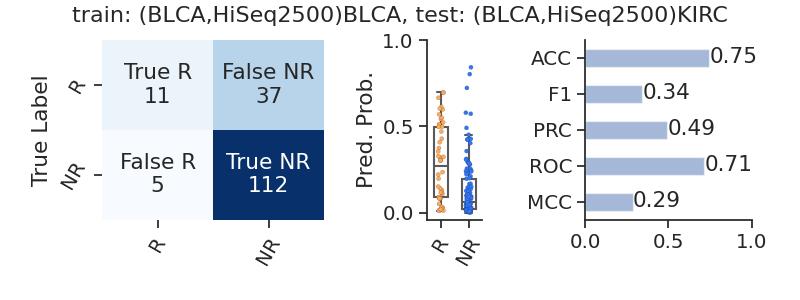 train: (BLCA,HiSeq2500)BLCA, test: (BLCA,HiSeq2500)KIRC
True Label
R
NR
True R
11
False NR
37
False R
5
True NR
112
R
NR
Pred. Prob.
1.0
0.5
0.0
R
NR
ACC
0.75
F1
0.34
PRC
0.49
ROC
0.71
MCC
0.29
0.0
0.5
1.0